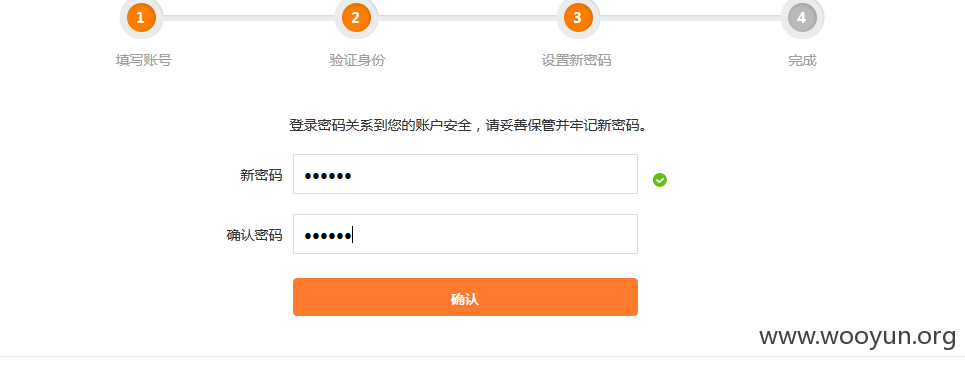 1 2 3 4
填写账号 验证身份 设置新密码 完成
登录密码关系到您的账户安全，请妥善保管并牢记新密码。
新密码 ••••••
确认密码 ••••••
确认
www.wooyun.org